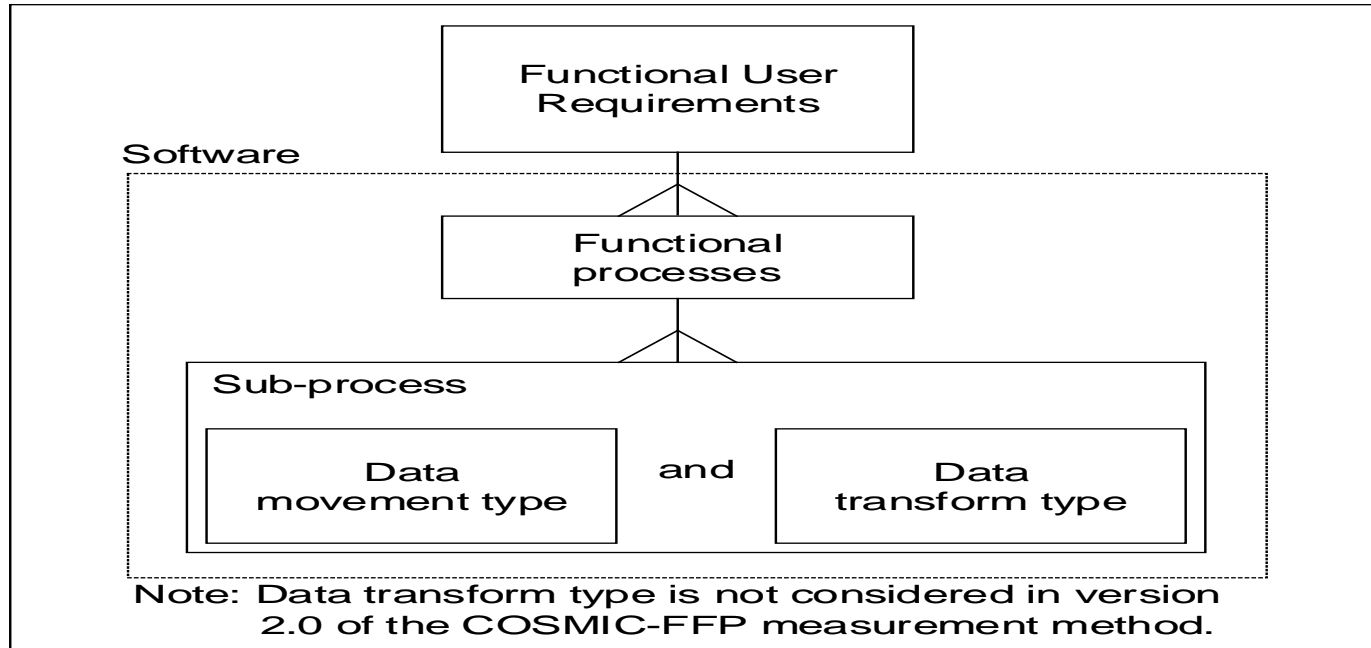 Functional User
Requirements
Software
Functional
processes
Sub-process
Data
movement type
and
Data
transform type
Note: Data transform type is not considered in version
2.0 of the COSMIC-FFP measurement method.